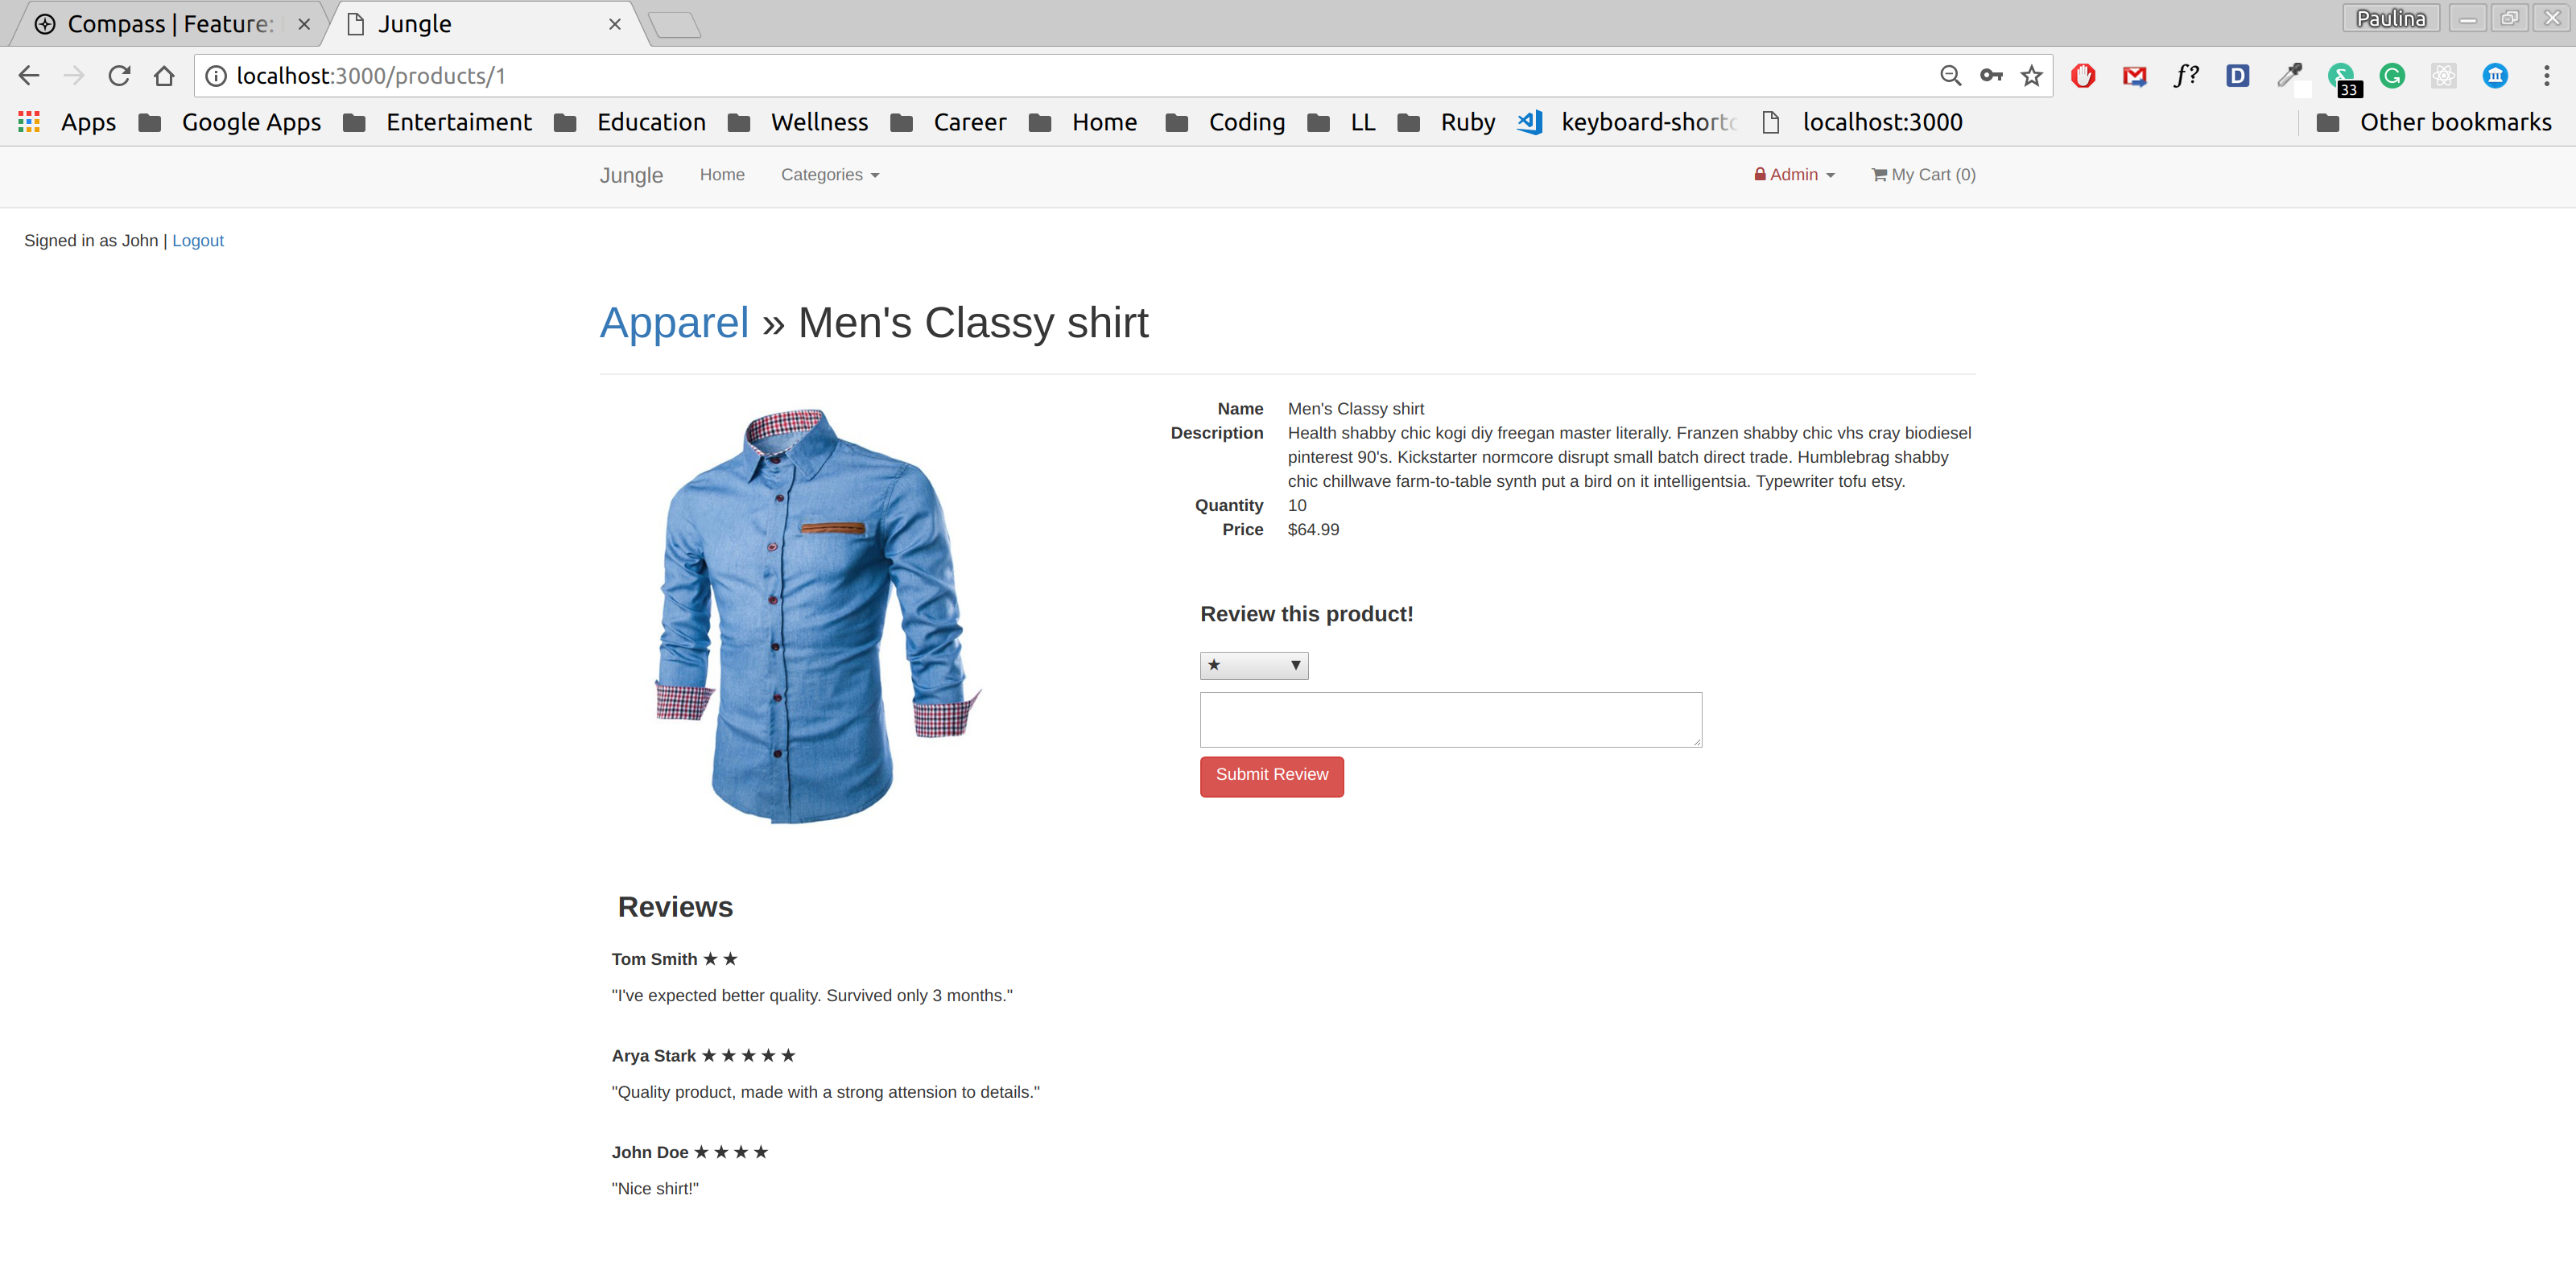 Compass | Feature:
Jungle
Paulina
localhost:3000/products/1
f?
D
33
G
Apps
Google Apps
Entertaiment
Education
Wellness
Career
Home
Coding
LL
Ruby
keyboard-shortc
localhost:3000
Other bookmarks
Jungle
Home
Categories
Admin
My Cart (0)
Signed in as John | Logout
Apparel » Men's Classy shirt
Name Men's Classy shirt
Description Health shabby chic kogi diy freegan master literally. Franzen shabby chic vhs cray biodiesel
pinterest 90's. Kickstarter normcore disrupt small batch direct trade. Humblebrag shabby
chic chillwave farm-to-table synth put a bird on it intelligentsia. Typewriter tofu etsy.
Quantity 10
Price $64.99
Review this product!
★ ▼
Submit Review
Reviews
Tom Smith ★ ★
"I've expected better quality. Survived only 3 months."
Arya Stark ★ ★ ★ ★ ★
"Quality product, made with a strong attension to details."
John Doe ★ ★ ★ ★
"Nice shirt!"